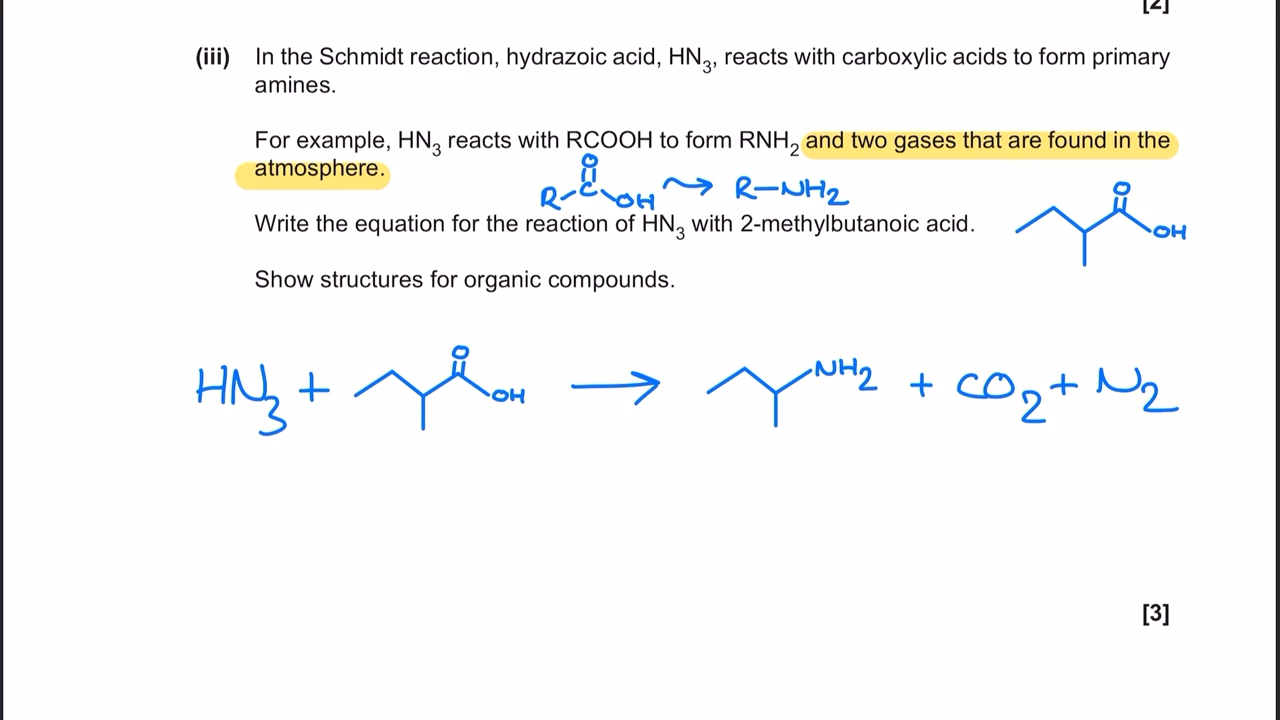 [2]
(iii) In the Schmidt reaction, hydrazoic acid, HN₃, reacts with carboxylic acids to form primary
amines.
For example, HN₃ reacts with RCOOH to form RNH₂ and two gases that are found in the
atmosphere.
O
R C OH R-NH₂
Write the equation for the reaction of HN₃ with 2-methylbutanoic acid.
O
OH
Show structures for organic compounds.
O
HN₃ + OH → NH₂ + CO₂ + N₂
[3]